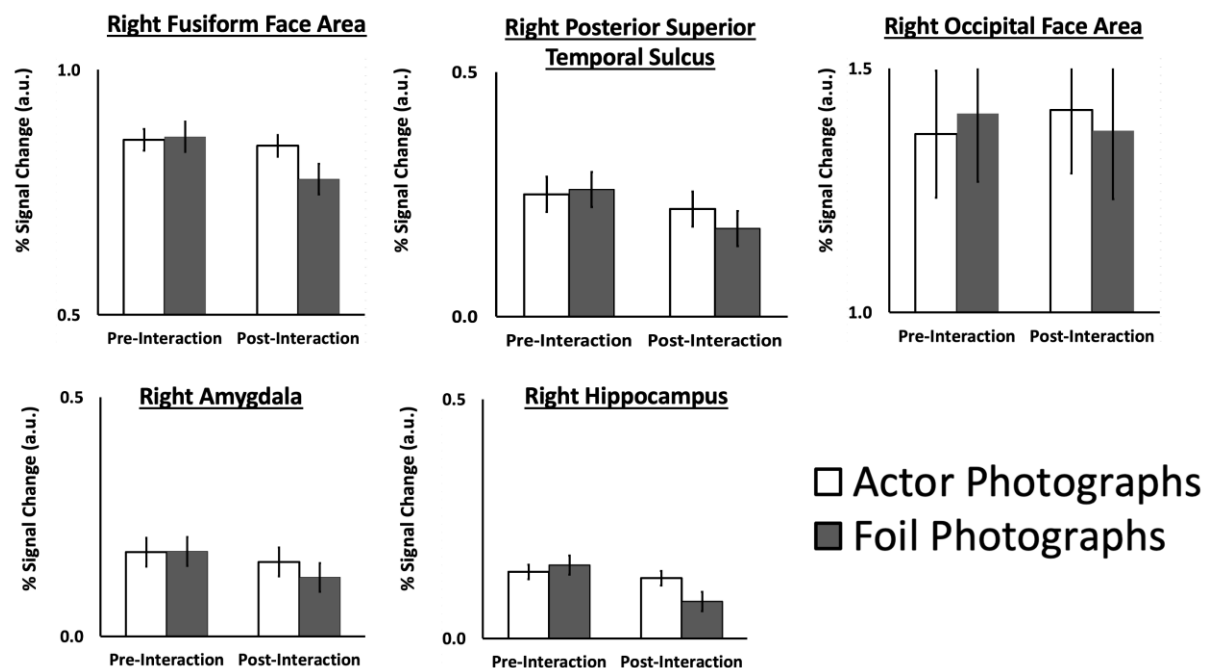 Right Fusiform Face Area
% Signal Change (a.u.)
1.0
0.5
Pre-Interaction Post-Interaction
Right Posterior Superior
Temporal Sulcus
% Signal Change (a.u.)
0.5
0.0
Pre-Interaction Post-Interaction
Right Occipital Face Area
% Signal Change (a.u.)
1.5
1.0
Pre-Interaction Post-Interaction
Right Amygdala
% Signal Change (a.u.)
0.5
0.0
Pre-Interaction Post-Interaction
Right Hippocampus
% Signal Change (a.u.)
0.5
0.0
Pre-Interaction Post-Interaction
Actor Photographs
Foil Photographs